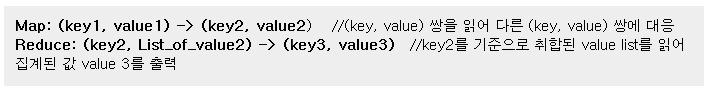 Map: (key1, value1) -> (key2, value2)   //(key, value) 쌍을 읽어 다른 (key, value) 쌍에 대응
Reduce: (key2, List_of_value2) -> (key3, value3)   //key2를 기준으로 취합된 value list를 읽어
집계된 값 value 3를 출력